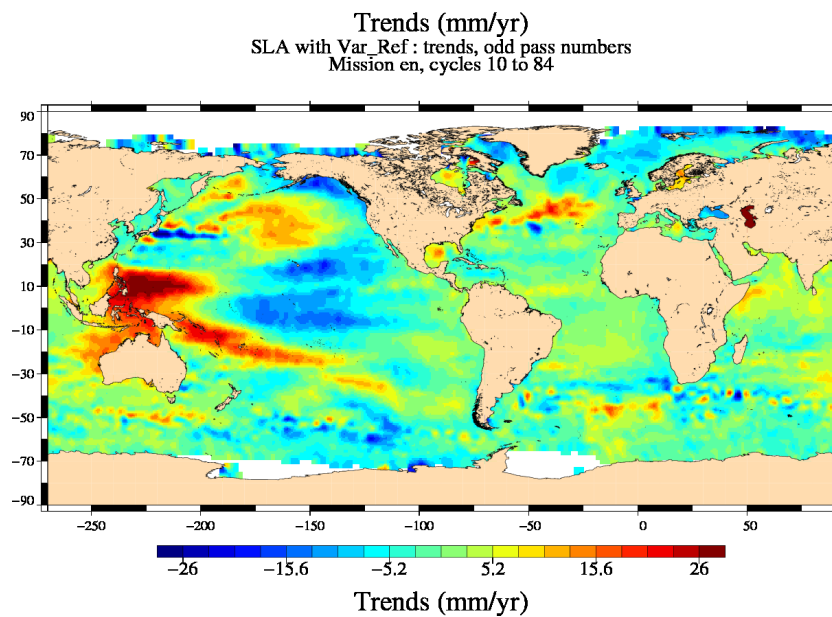 Trends (mm/yr)
SLA with Var_Ref : trends, odd pass numbers
Mission en, cycles 10 to 84
90
70
50
30
10
−10
−30
−50
−70
−90
−250 −200 −150 −100 −50 0 50
−26 −15.6 −5.2 5.2 15.6 26
Trends (mm/yr)